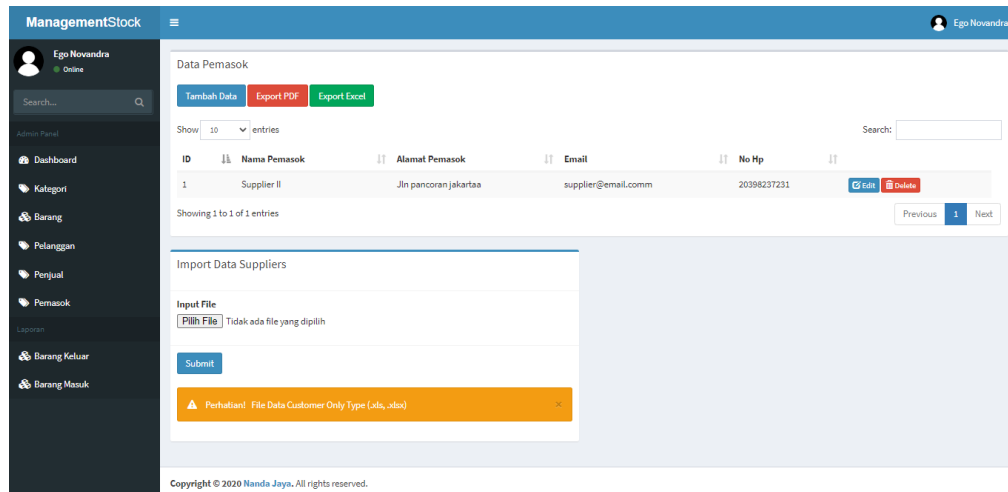 ManagementStock
Ego Novandra
Ego Novandra
Online
Search...
Admin Panel
Dashboard
Kategori
Barang
Pelanggan
Penjual
Pemasok
Laporan
Barang Keluar
Barang Masuk
Data Pemasok
Tambah Data Export PDF Export Excel
Show 10 entries Search:
ID Nama Pemasok Alamat Pemasok Email No Hp
1 Supplier II Jln pancoran jakartaa supplier@email.comm 20398237231 Edit Delete
Showing 1 to 1 of 1 entries Previous 1 Next
Import Data Suppliers
Input File
Pilih File Tidak ada file yang dipilih
Submit
Perhatian! File Data Customer Only Type (.xls, .xlsx) ×
Copyright © 2020 Nanda Jaya. All rights reserved.